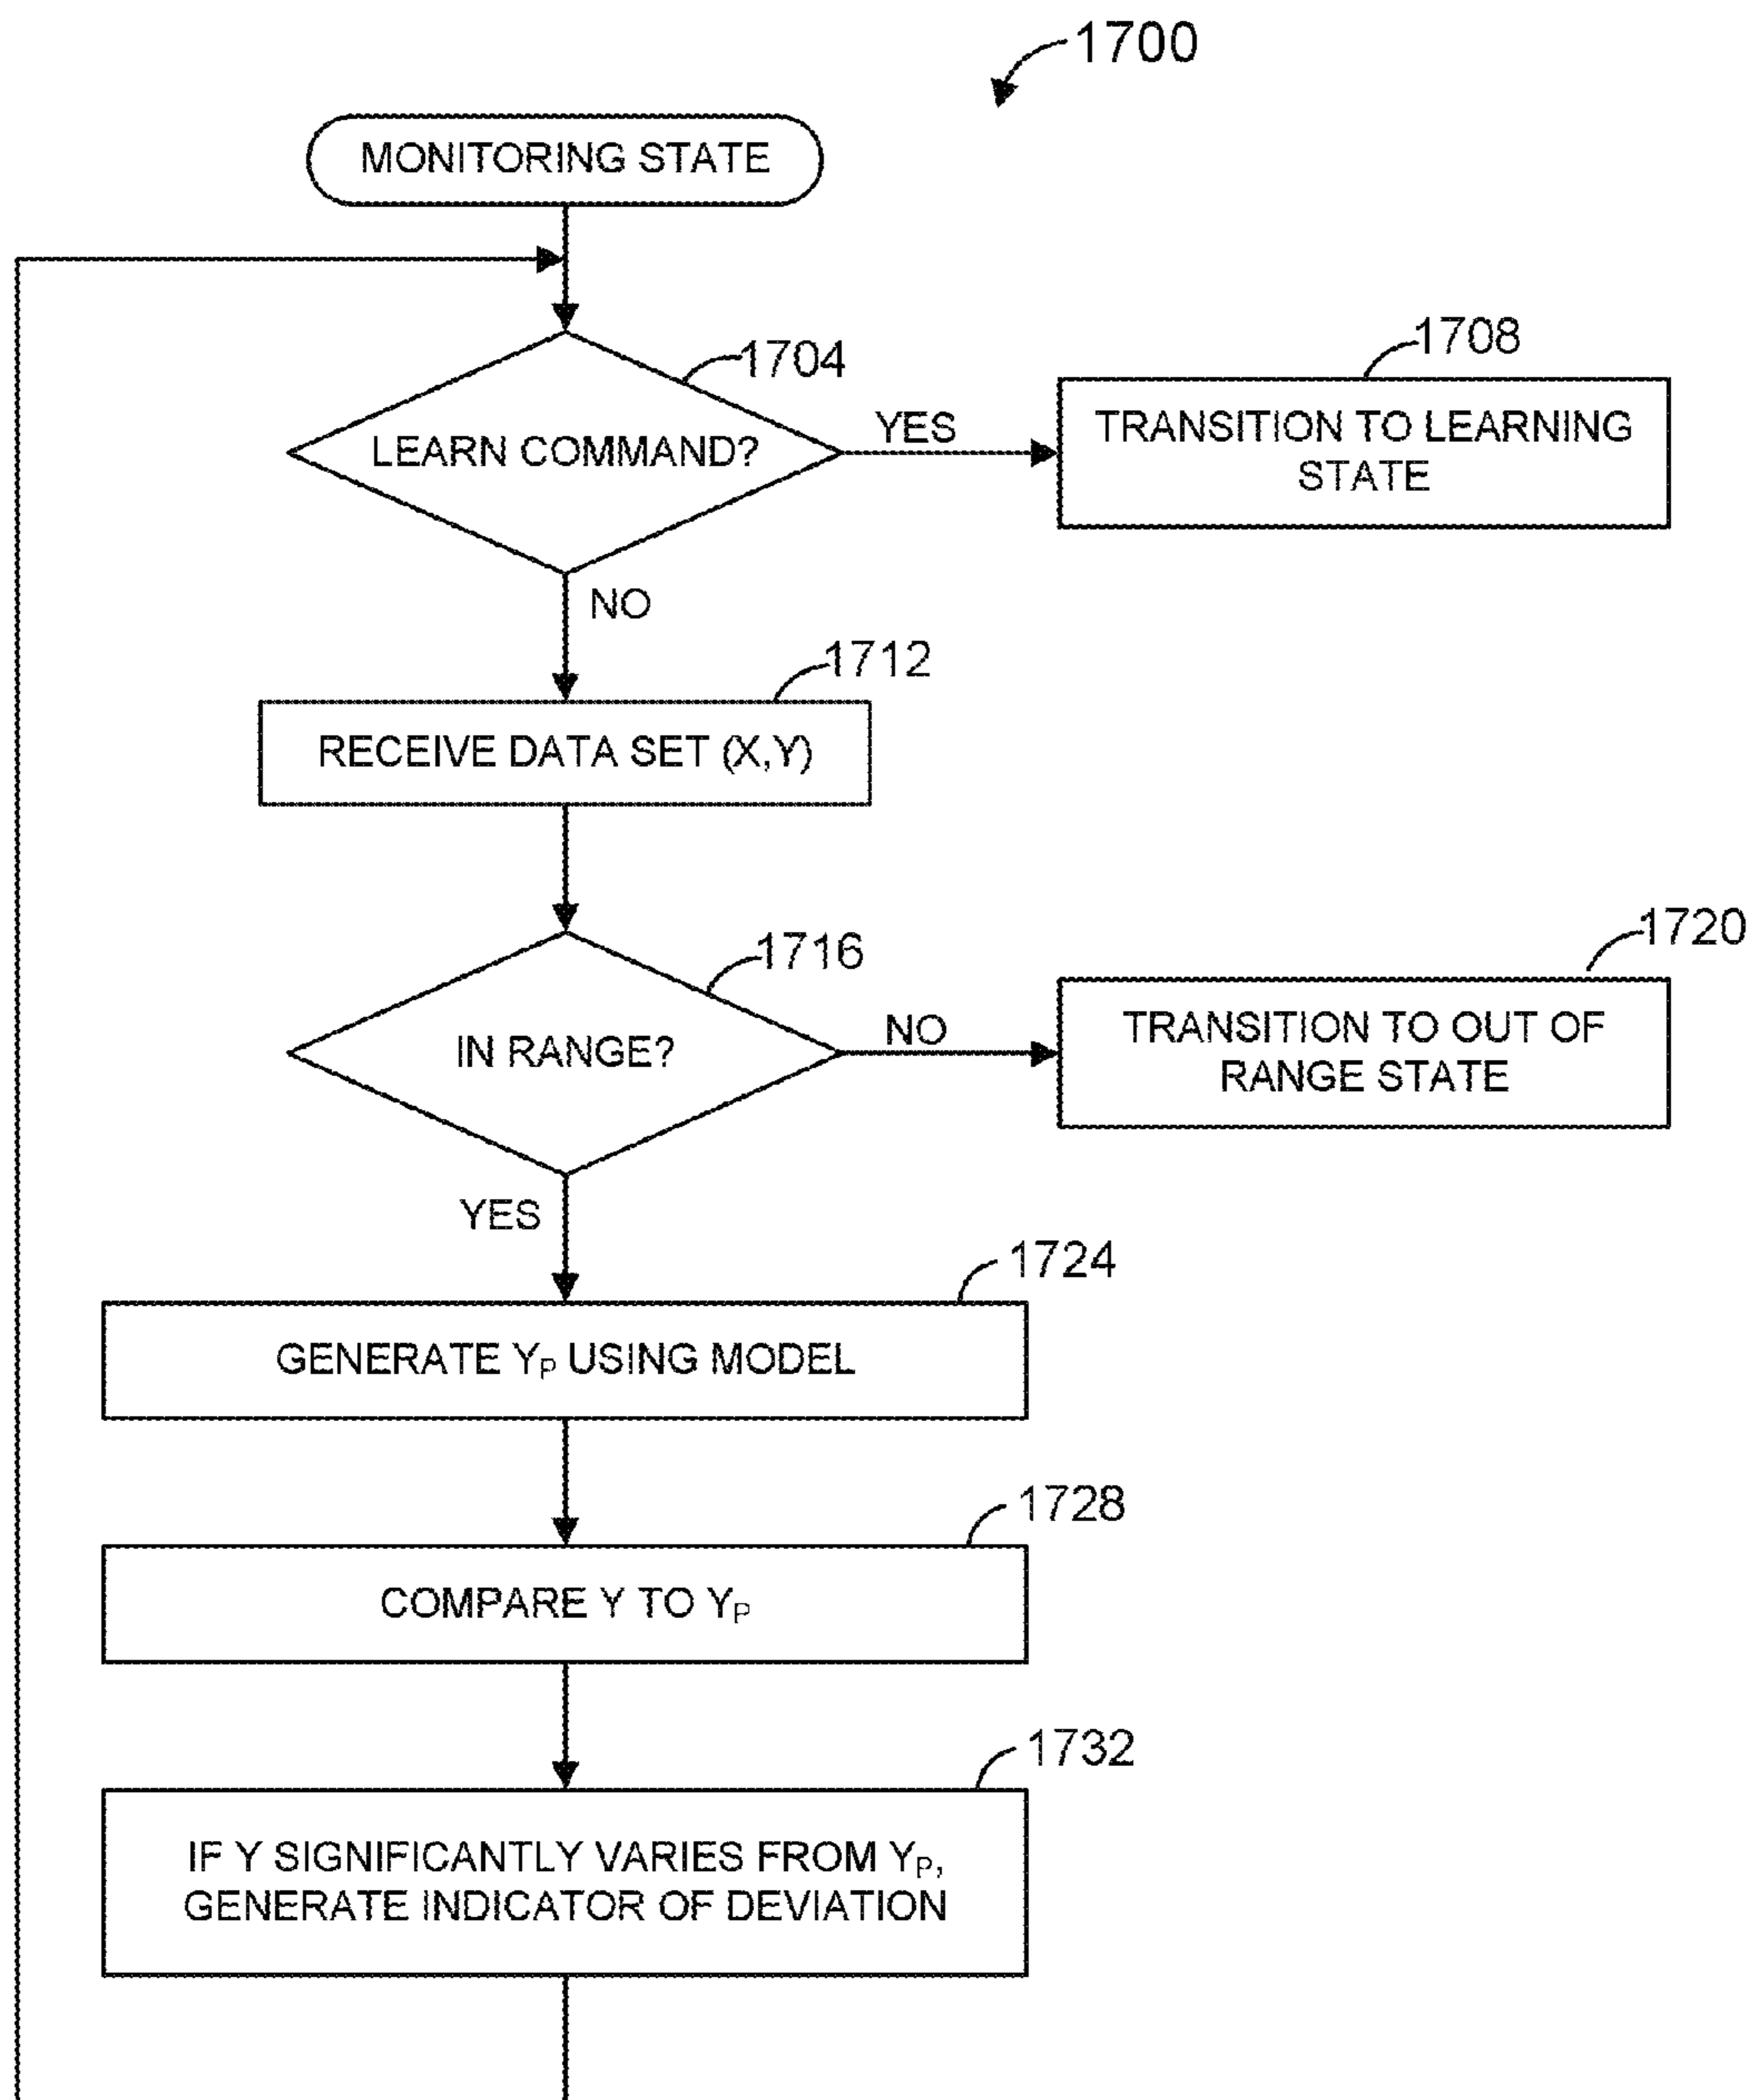 1700
MONITORING STATE
1704
LEARN COMMAND?
YES
1708
TRANSITION TO LEARNING
STATE
NO
1712
RECEIVE DATA SET (X,Y)
1716
IN RANGE?
NO
1720
TRANSITION TO OUT OF
RANGE STATE
YES
1724
GENERATE YP USING MODEL
1728
COMPARE Y TO YP
1732
IF Y SIGNIFICANTLY VARIES FROM YP,
GENERATE INDICATOR OF DEVIATION